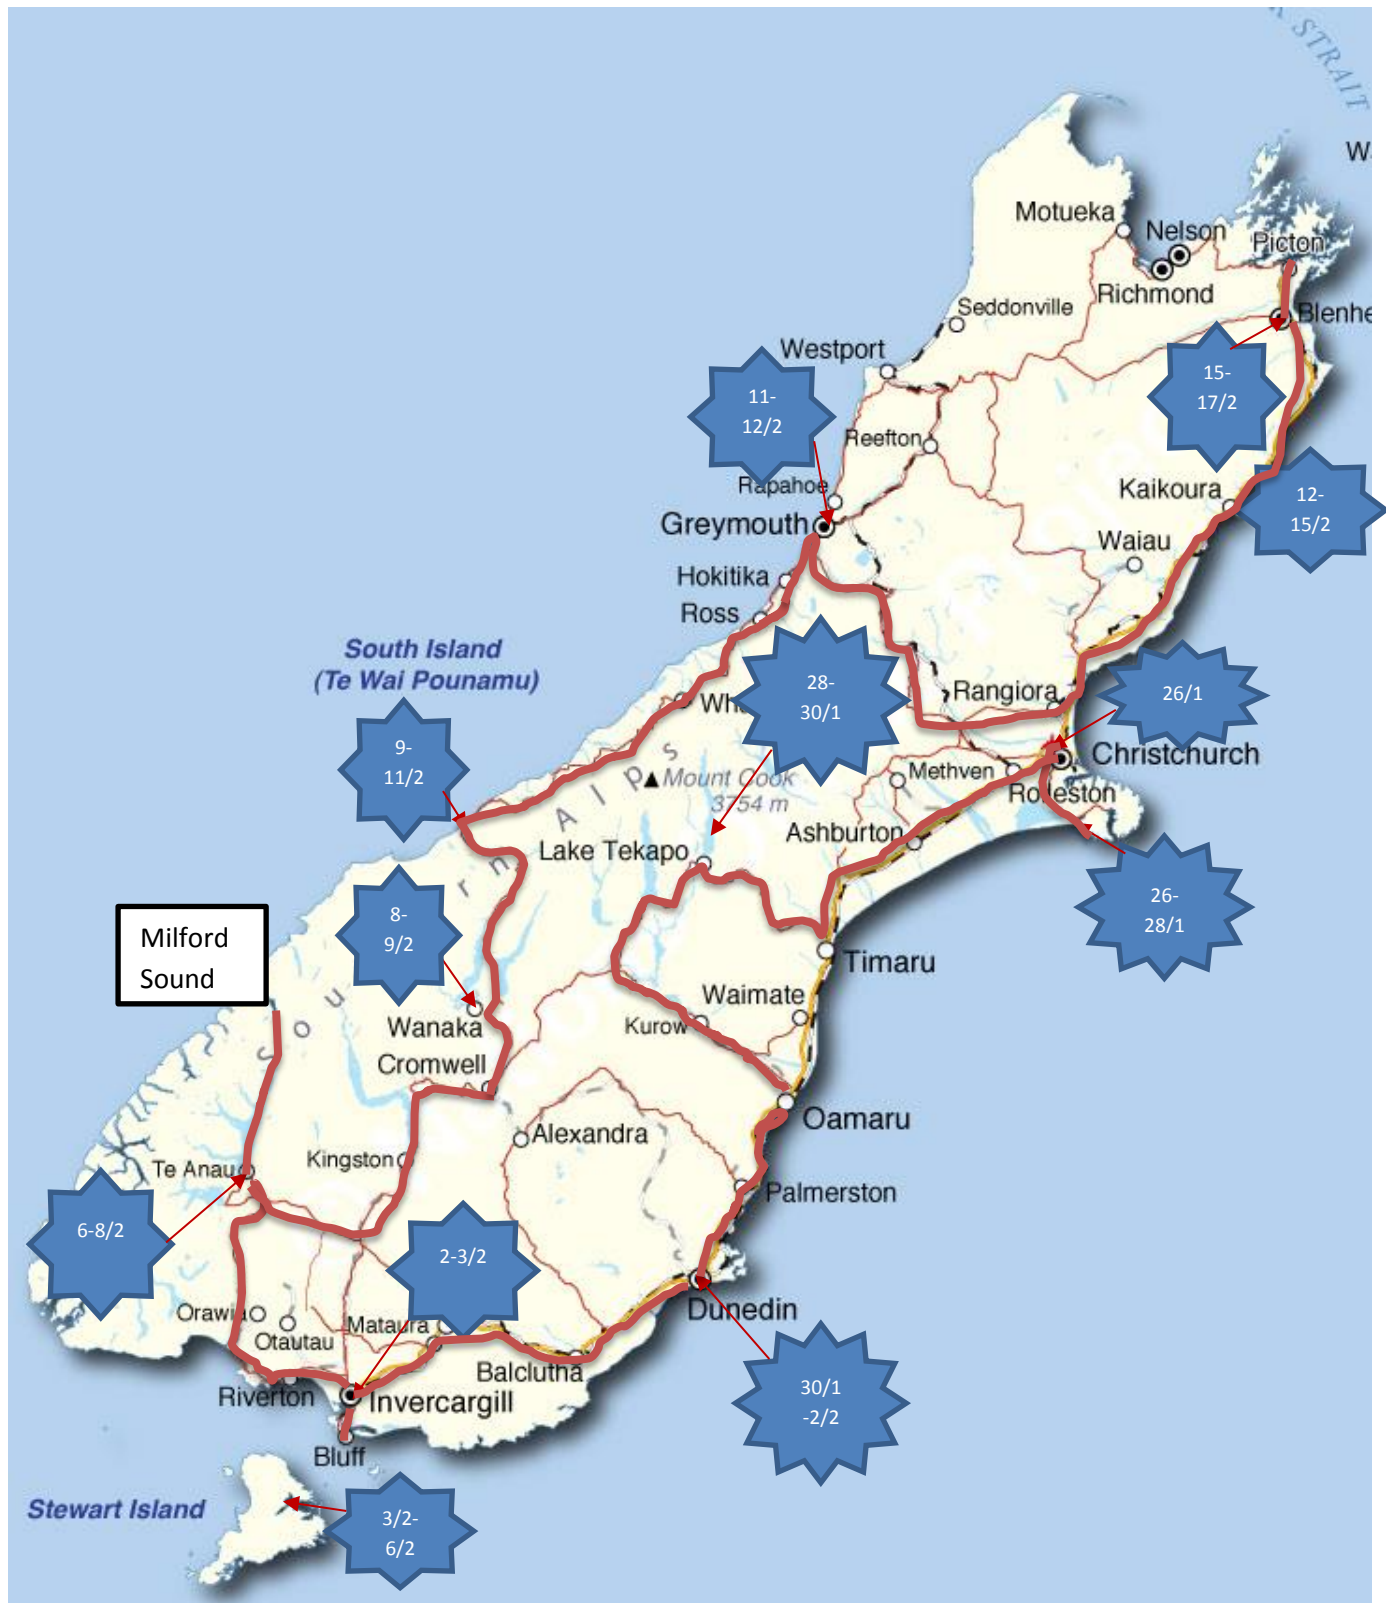 STRAIT
Motueka
Nelson
Picton
Richmond
Seddonville
Blenhe
Westport
15-
17/2
11-
12/2
Reefton
Rapahoe
Kaikoura
12-
15/2
Greymouth
Waiau
Hokitika
Ross
South Island
(Te Wai Pounamu)
28-
30/1
Rangiora
26/1
Wh
9-
11/2
Christchurch
Mount Cook
3754 m
Methven
Rolleston
Southern Alps
Ashburton
Lake Tekapo
8-
9/2
26-
28/1
Milford
Sound
Timaru
Waimate
Kurow
Wanaka
Cromwell
Oamaru
Alexandra
Kingston
Te Anau
Palmerston
6-8/2
2-3/2
Orawia
Otautau
Mataura
Dunedin
Balclutha
Riverton
Invercargill
30/1
-2/2
Bluff
Stewart Island
3/2-
6/2